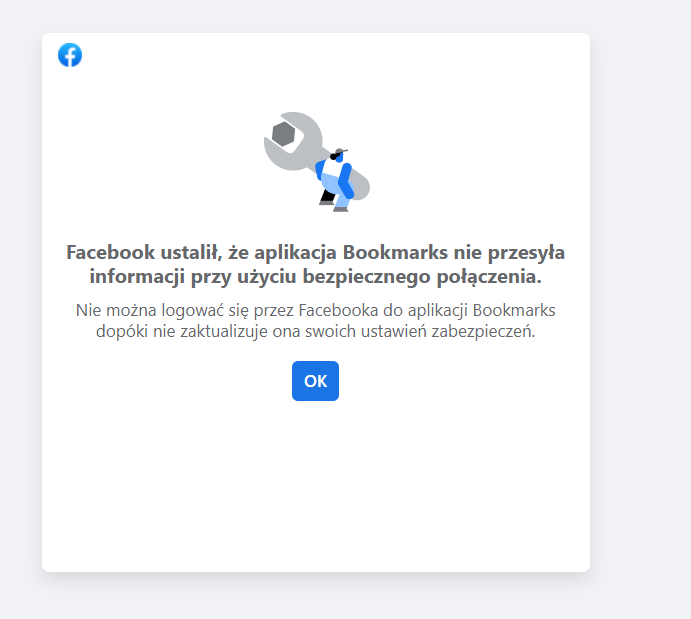 Facebook ustalił, że aplikacja Bookmarks nie przesyła
informacji przy użyciu bezpiecznego połączenia.
Nie można logować się przez Facebooka do aplikacji Bookmarks
dopóki nie zaktualizuje ona swoich ustawień zabezpieczeń.
OK